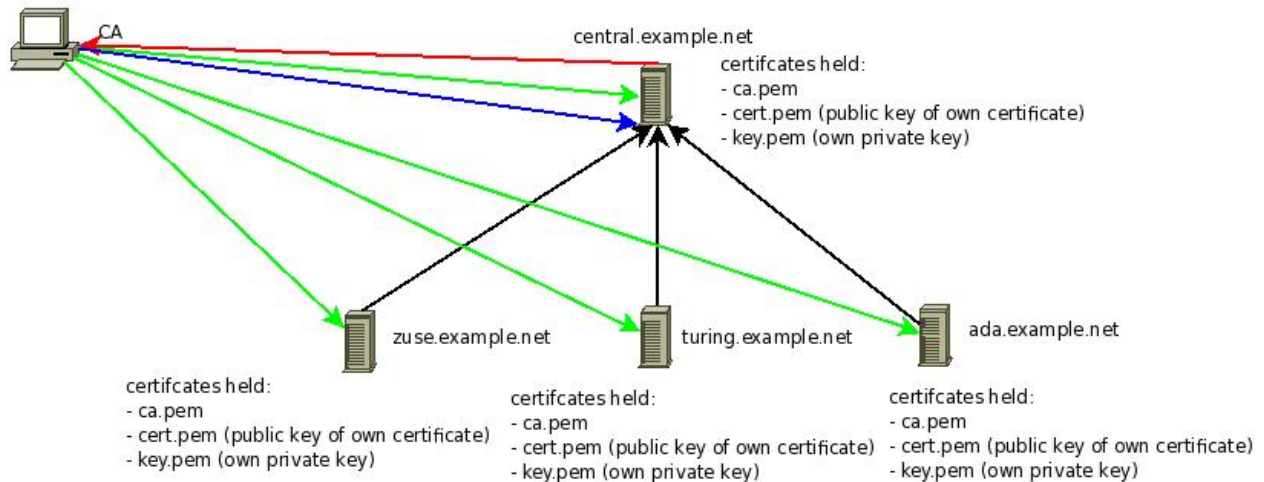 CA
central.example.net
certifcates held:
- ca.pem
- cert.pem (public key of own certificate)
- key.pem (own private key)
zuse.example.net
turing.example.net
ada.example.net
certifcates held:
- ca.pem
- cert.pem (public key of own certificate)
- key.pem (own private key)
certifcates held:
- ca.pem
- cert.pem (public key of own certificate)
- key.pem (own private key)
certifcates held:
- ca.pem
- cert.pem (public key of own certificate)
- key.pem (own private key)